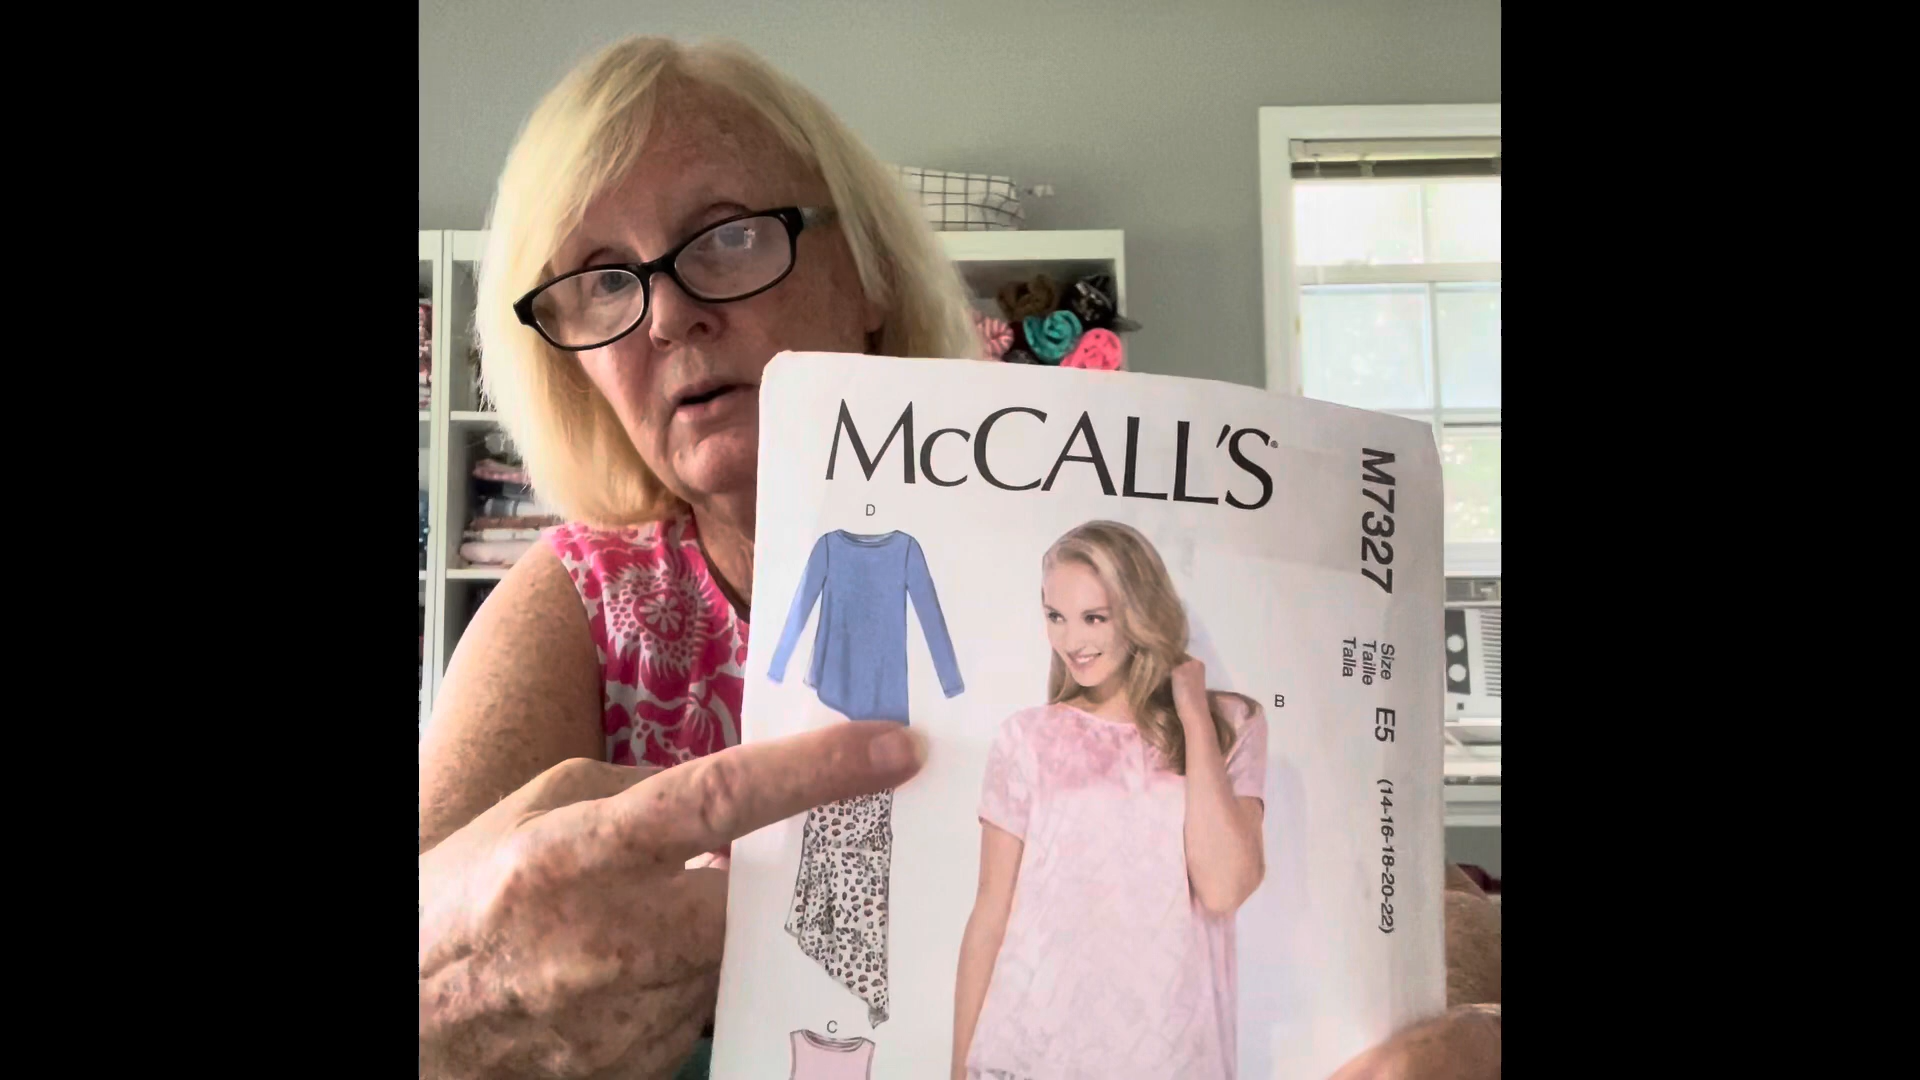 McCALL'S®
M7327
Size
Taille
Talla
E5
(14-16-18-20-22)
D
B
C